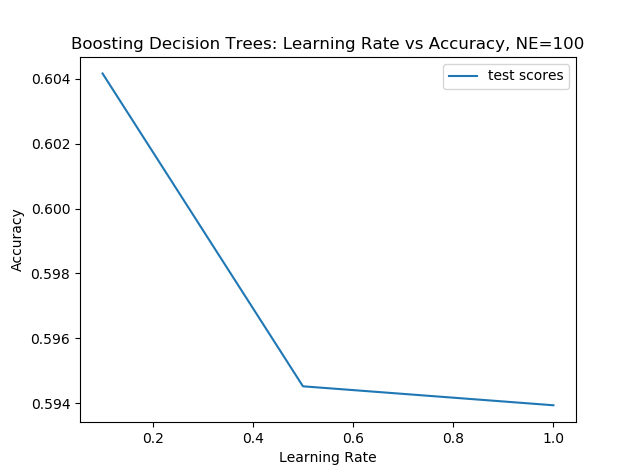 Boosting Decision Trees: Learning Rate vs Accuracy, NE=100
test scores
0.604
0.602
0.600
0.598
0.596
0.594
Accuracy
0.2 0.4 0.6 0.8 1.0
Learning Rate